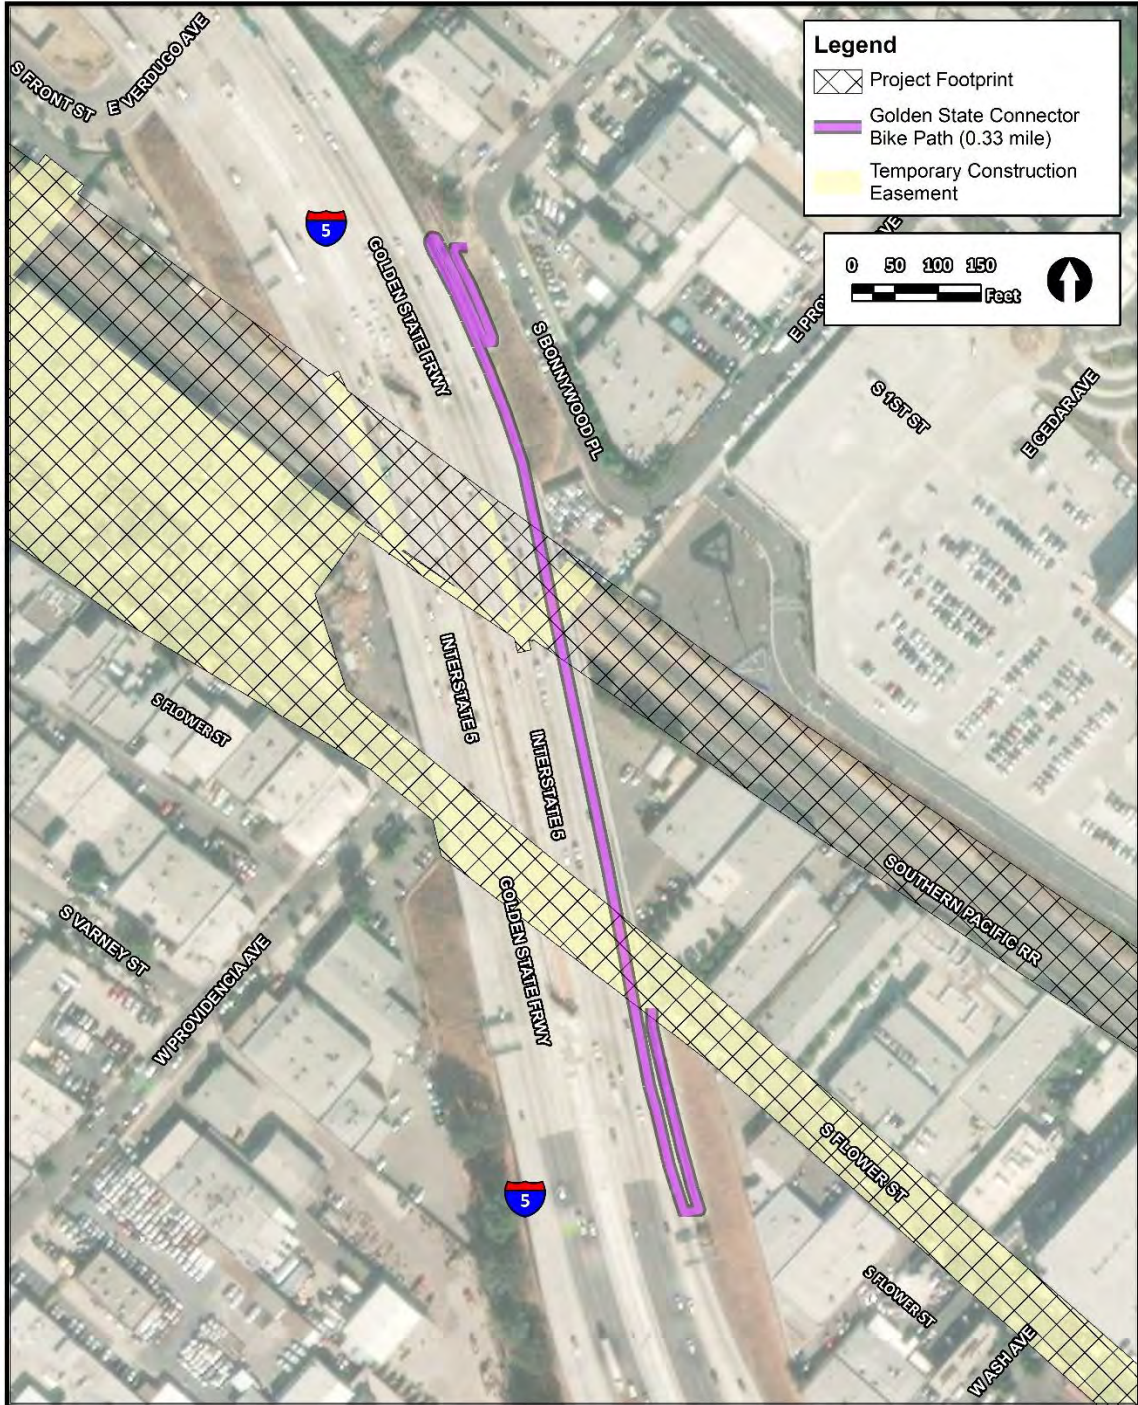 Legend
Project Footprint
Golden State Connector
Bike Path (0.33 mile)
Temporary Construction
Easement
0 50 100 150
Feet
E VERDUGO AVE
S FRONT ST
5
GOLDEN STATE FRWY
S BONNYWOOD PL
E PRO
VE
S 1ST ST
E CEDAR AVE
INTERSTATE 5
INTERSTATE 5
S FLOWER ST
SOUTHERN PACIFIC RR
GOLDEN STATE FRWY
S VARNEY ST
W PROVIDENCIA AVE
S FLOWER ST
5
S FLOWER ST
W ASH AVE